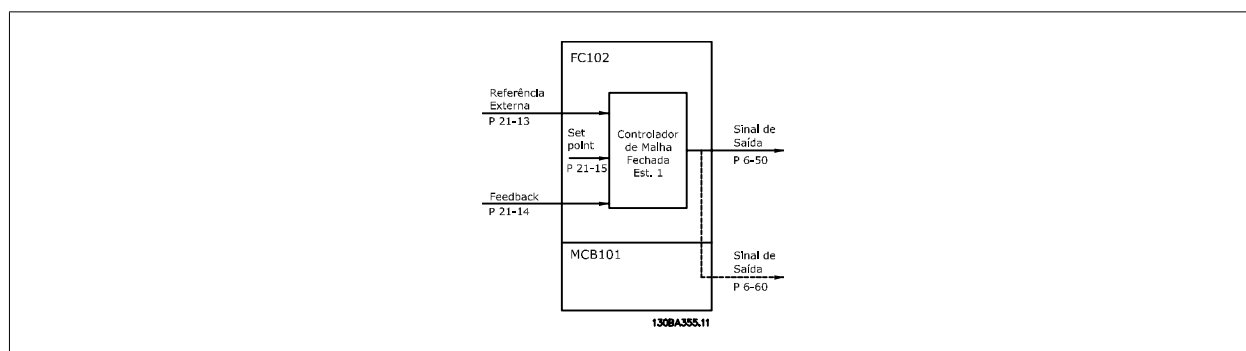 FC102
Referência
Externa
P 21-13
Set
point
P 21-15
Controlador
de Malha
Fechada
Est. 1
Sinal de
Saída
P 6-50
Feedback
P 21-14
MCB101
Sinal de
Saída
P 6-60
130BA355.11